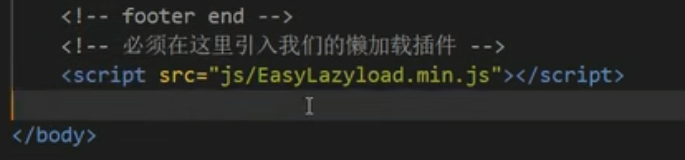 <!-- footer end -->
<!-- 必须在这里引入我们的懒加载插件 -->
<script src="js/EasyLazyload.min.js"></script>
</body>